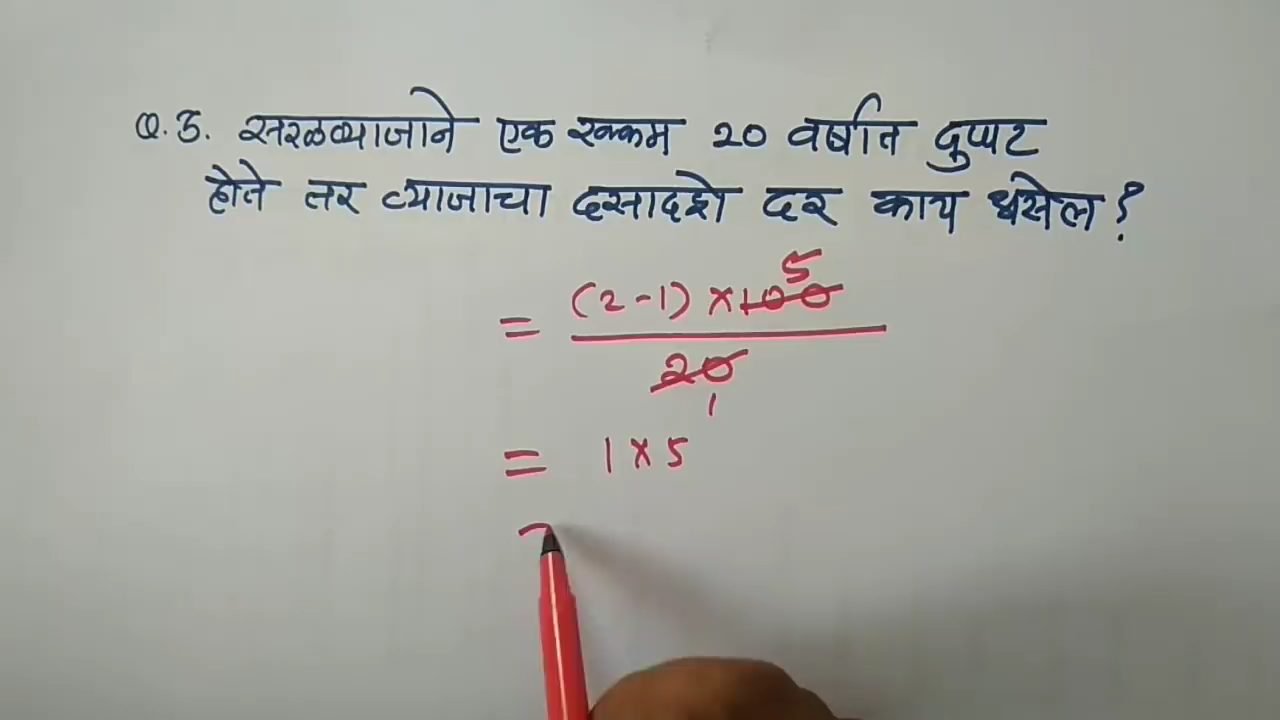 Q.3. सरळव्याजाने एक रक्कम 20 वर्षात दुप्पट
होते तर व्याजाचा दसादशे दर काय असेल?
5
= (2-1) × 100
20
1
= 1 × 5